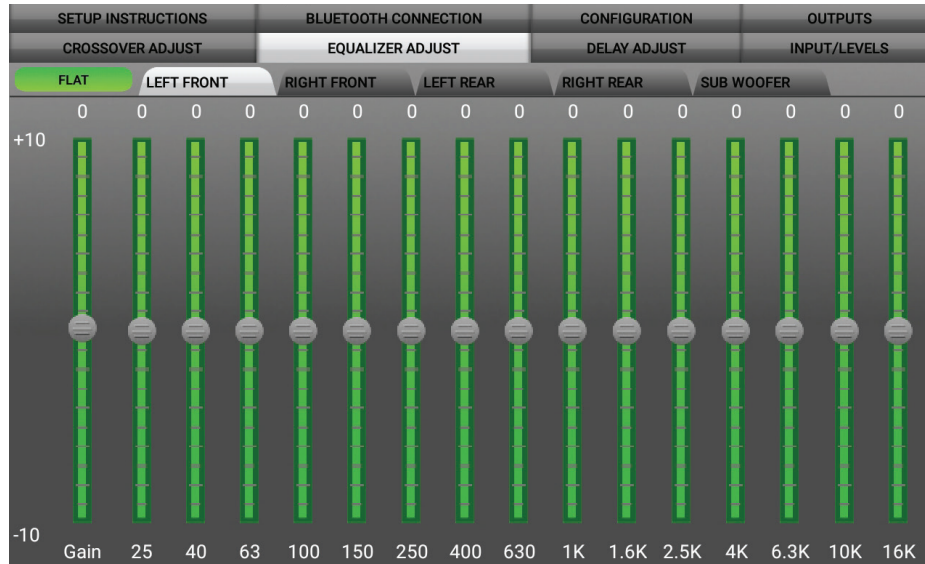 SETUP INSTRUCTIONS BLUETOOTH CONNECTION CONFIGURATION OUTPUTS
CROSSOVER ADJUST EQUALIZER ADJUST DELAY ADJUST INPUT/LEVELS
FLAT LEFT FRONT RIGHT FRONT LEFT REAR RIGHT REAR SUB WOOFER
0 0 0 0 0 0 0 0 0 0 0 0 0 0 0 0
+10
-10
Gain 25 40 63 100 150 250 400 630 1K 1.6K 2.5K 4K 6.3K 10K 16K